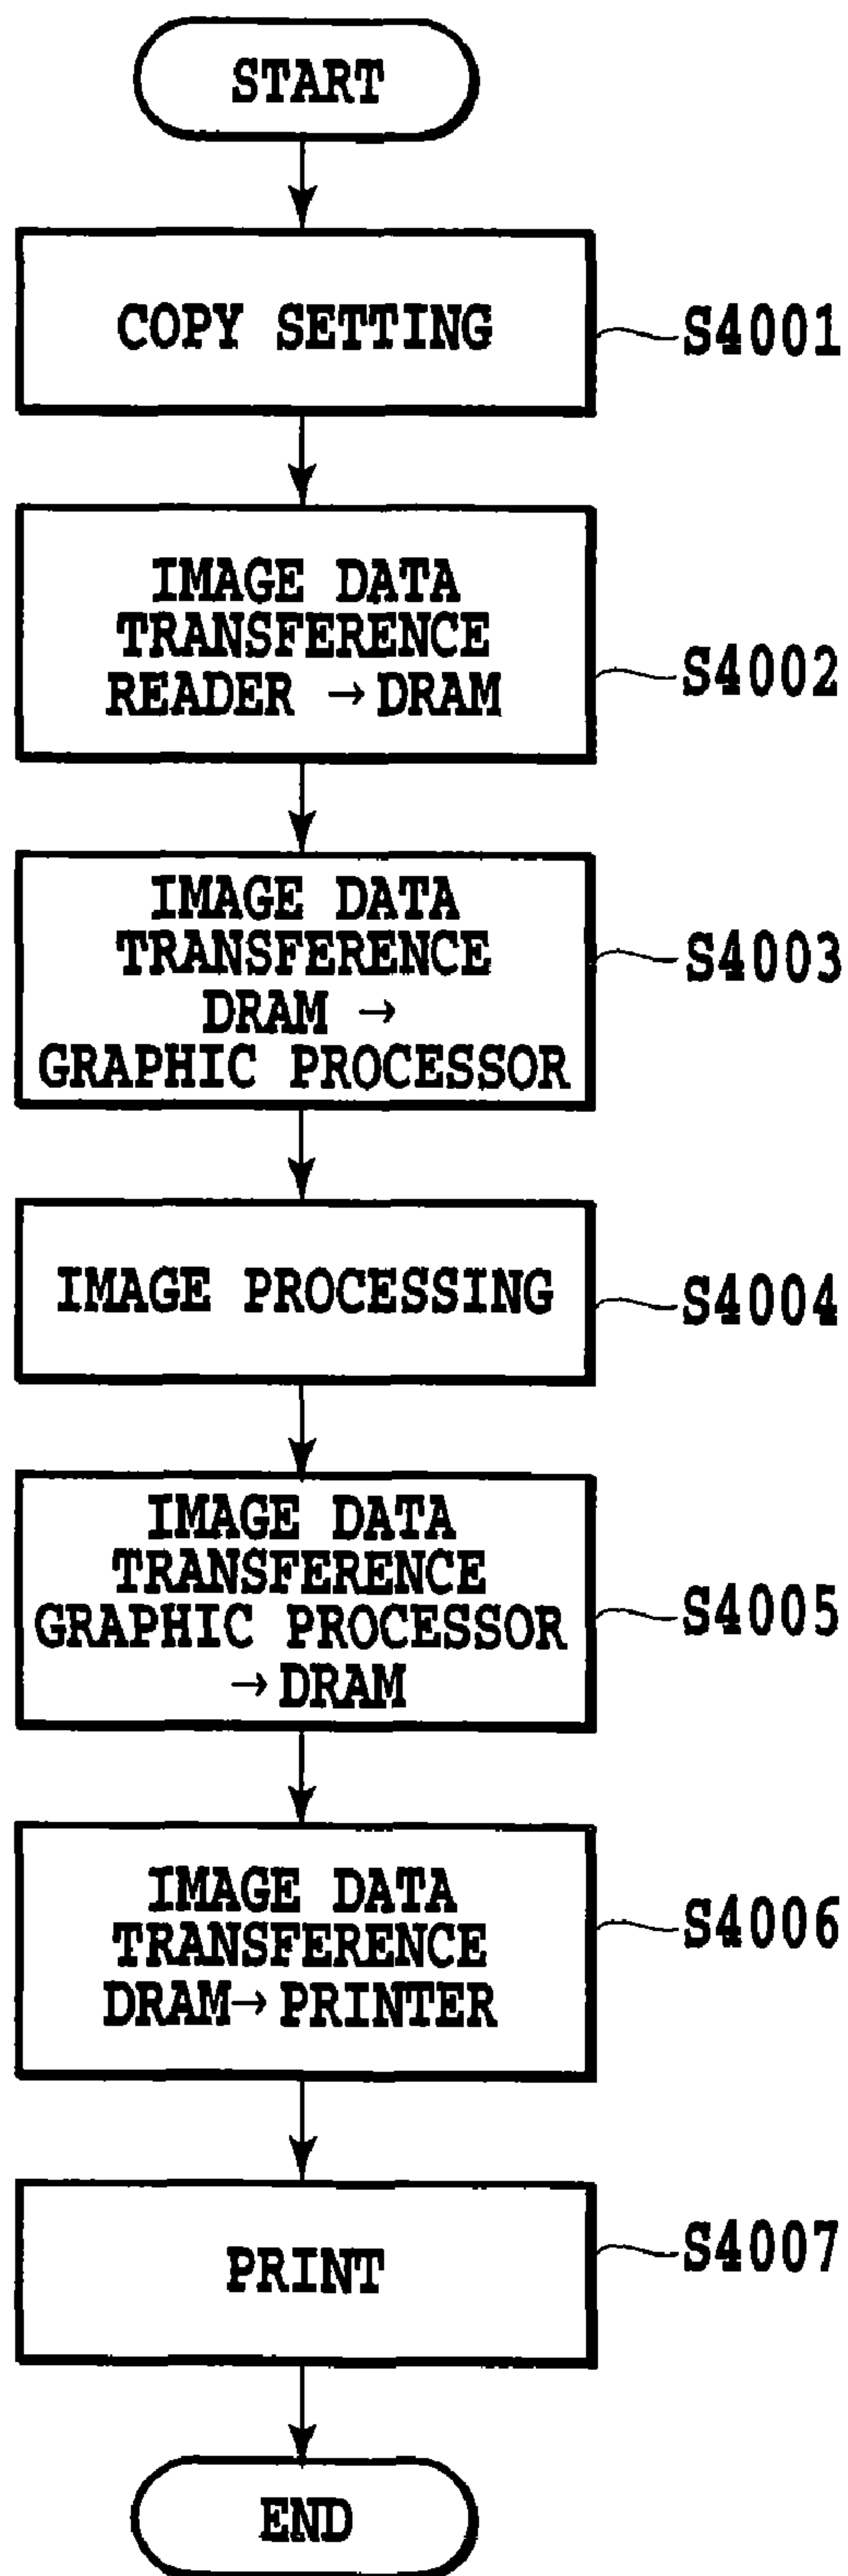 START
COPY SETTING
S4001
IMAGE DATA
TRANSFERENCE
READER → DRAM
S4002
IMAGE DATA
TRANSFERENCE
DRAM →
GRAPHIC PROCESSOR
S4003
IMAGE PROCESSING
S4004
IMAGE DATA
TRANSFERENCE
GRAPHIC PROCESSOR
→ DRAM
S4005
IMAGE DATA
TRANSFERENCE
DRAM → PRINTER
S4006
PRINT
S4007
END